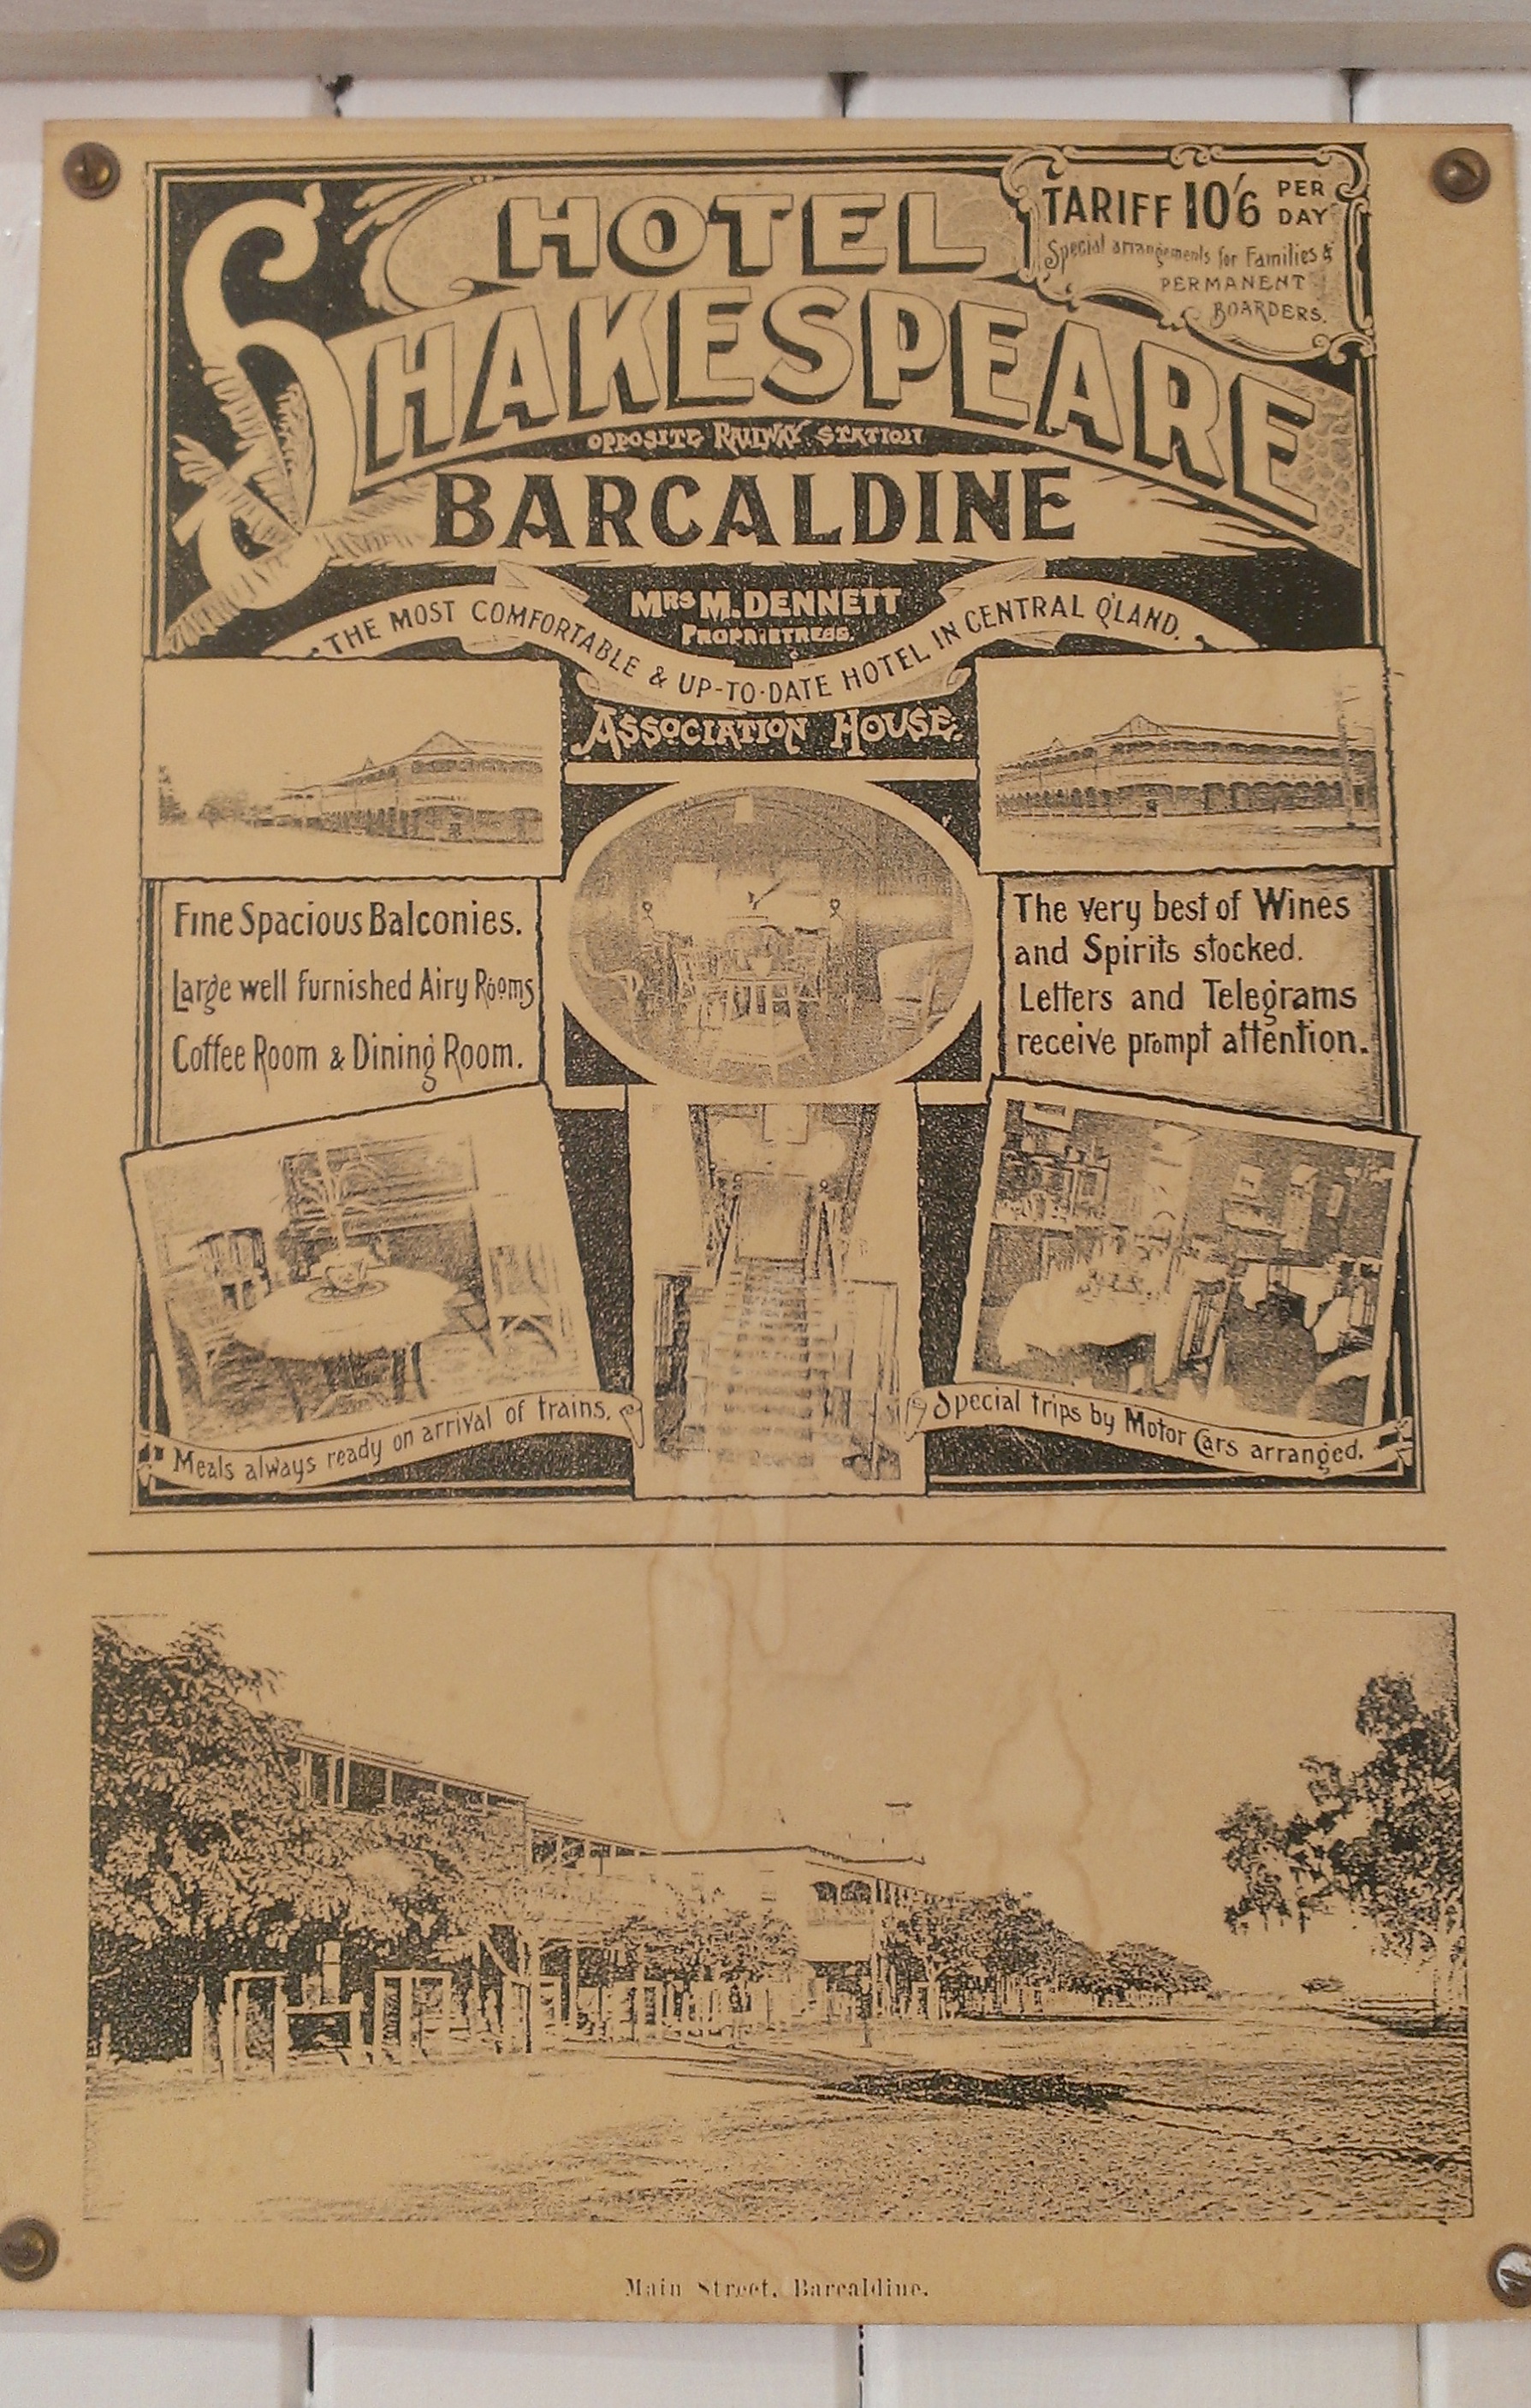 HOTEL
SHAKESPEARE
TARIFF 10'6 PER DAY
Special arrangements for Families &
PERMANENT
BOARDERS.
OPPOSITE RAILWAY STATION
BARCALDINE
MRS M. DENNETT
PROPRIETRESS.
THE MOST COMFORTABLE & UP-TO-DATE HOTEL IN CENTRAL Q'LAND.
ASSOCIATION HOUSE.
Fine Spacious Balconies.
Large well furnished Airy Rooms
Coffee Room & Dining Room.
The very best of Wines
and Spirits stocked.
Letters and Telegrams
receive prompt attention.
Meals always ready on arrival of trains.
Special trips by Motor Cars arranged.
Main Street, Barcaldine.